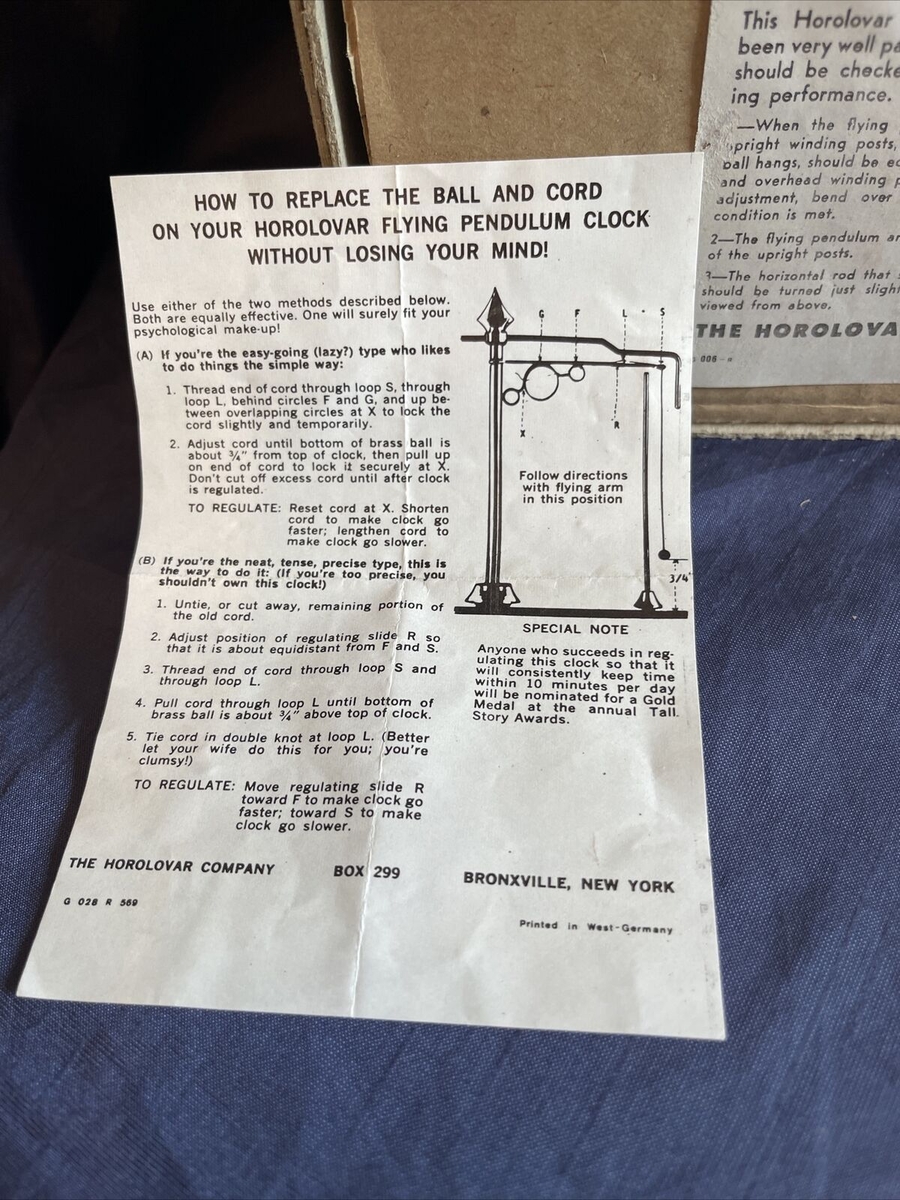 HOW TO REPLACE THE BALL AND CORD
ON YOUR HOROLOVAR FLYING PENDULUM CLOCK
WITHOUT LOSING YOUR MIND!
Use either of the two methods described below.
Both are equally effective. One will surely fit your
psychological make-up!
(A) If you're the easy-going (lazy?) type who likes
to do things the simple way:
1. Thread end of cord through loop S, through
loop L, behind circles F and G, and up be-
tween overlapping circles at X to lock the
cord slightly and temporarily.
2. Adjust cord until bottom of brass ball is
about ¾" from top of clock, then pull up
on end of cord to lock it securely at X.
Don't cut off excess cord until after clock
is regulated.
TO REGULATE: Reset cord at X. Shorten
cord to make clock go
faster; lengthen cord to
make clock go slower.
(B) If you're the neat, tense, precise type, this is
the way to do it: (If you're too precise, you
shouldn't own this clock!)
1. Untie, or cut away, remaining portion of
the old cord.
2. Adjust position of regulating slide R so
that it is about equidistant from F and S.
3. Thread end of cord through loop S and
through loop L.
4. Pull cord through loop L until bottom of
brass ball is about ¾" above top of clock.
5. Tie cord in double knot at loop L. (Better
let your wife do this for you; you're
clumsy!)
TO REGULATE: Move regulating slide R
toward F to make clock go
faster; toward S to make
clock go slower.
G F L S
X R
Follow directions
with flying arm
in this position
3/4"
SPECIAL NOTE
Anyone who succeeds in reg-
ulating this clock so that it
will consistently keep time
within 10 minutes per day
will be nominated for a Gold
Medal at the annual Tall
Story Awards.
THE HOROLOVAR COMPANY BOX 299 BRONXVILLE, NEW YORK
G 028 R 569
Printed in West-Germany
This Horolovar
been very well
should be
ing performance.
—When the flying
upright winding posts,
ball hangs, should be
and overhead winding
adjustment, bend over
condition is met.
2—The flying pendulum
of the upright posts.
3—The horizontal rod that
should be turned just
viewed from above.
THE
006